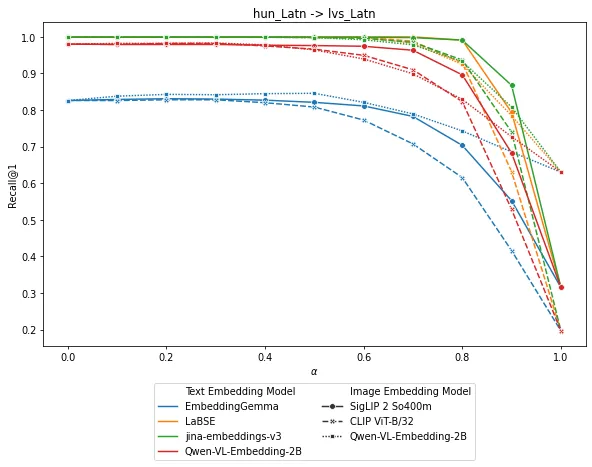 hun_Latn -> lvs_Latn
Recall@1
1.0
0.9
0.8
0.7
0.6
0.5
0.4
0.3
0.2
0.0 0.2 0.4 0.6 0.8 1.0
α
Text Embedding Model Image Embedding Model
EmbeddingGemma SigLIP 2 So400m
LaBSE CLIP ViT-B/32
jina-embeddings-v3 Qwen-VL-Embedding-2B
Qwen-VL-Embedding-2B